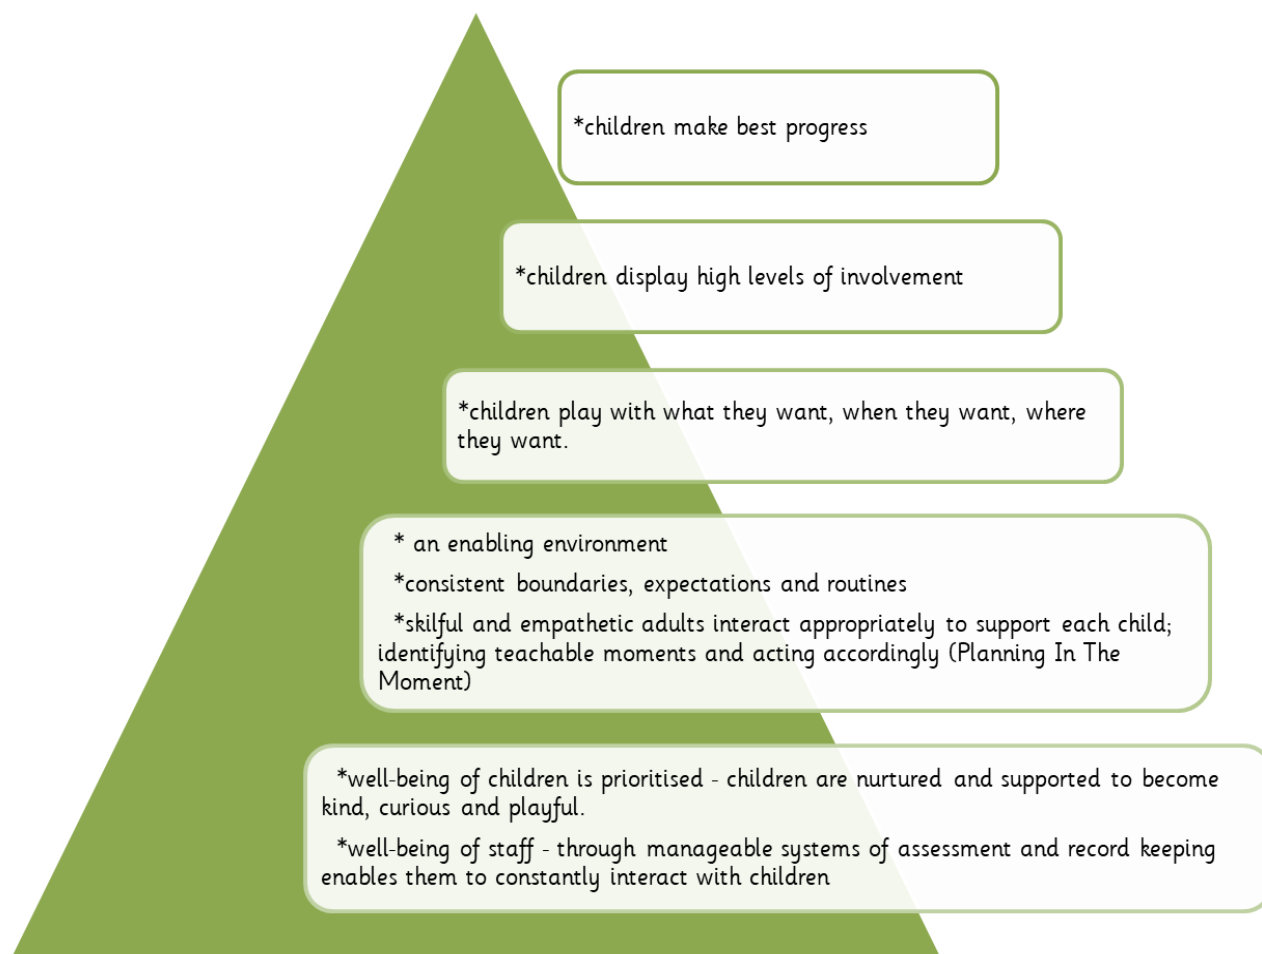 *children make best progress
*children display high levels of involvement
*children play with what they want, when they want, where
they want.
* an enabling environment
*consistent boundaries, expectations and routines
*skilful and empathetic adults interact appropriately to support each child;
identifying teachable moments and acting accordingly (Planning In The
Moment)
*well-being of children is prioritised - children are nurtured and supported to become
kind, curious and playful.
*well-being of staff - through manageable systems of assessment and record keeping
enables them to constantly interact with children